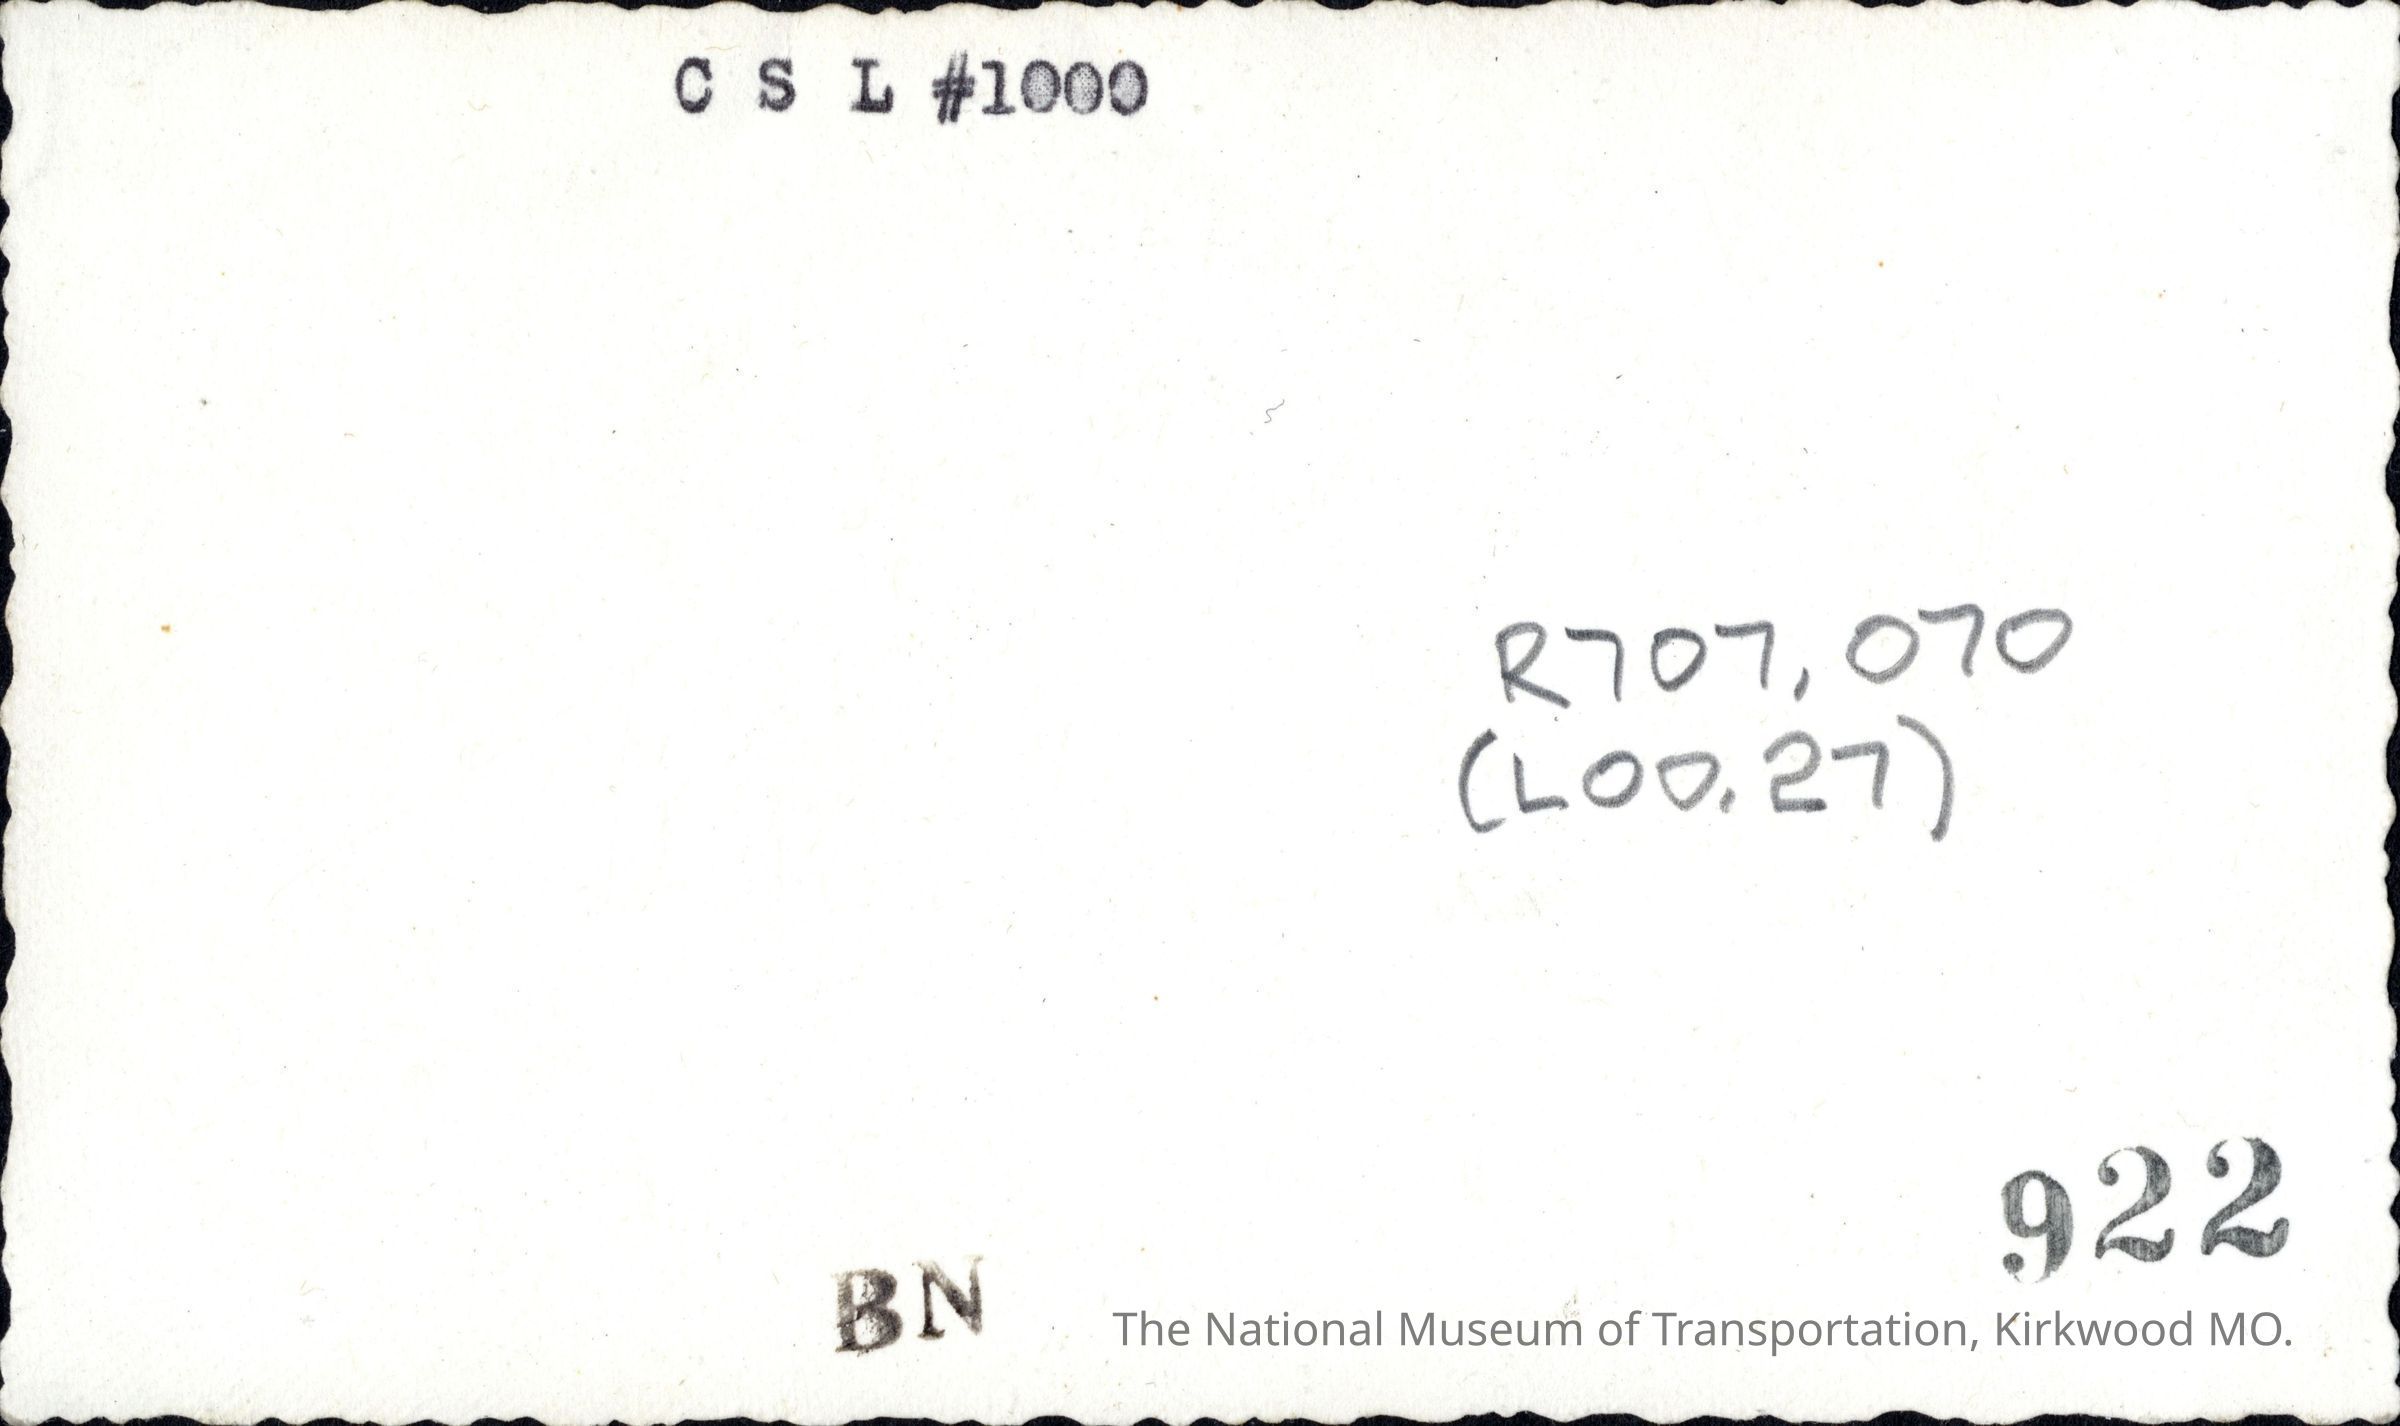 C S L #1000
R707,070
(L00.27)
922
BN
The National Museum of Transportation, Kirkwood MO.